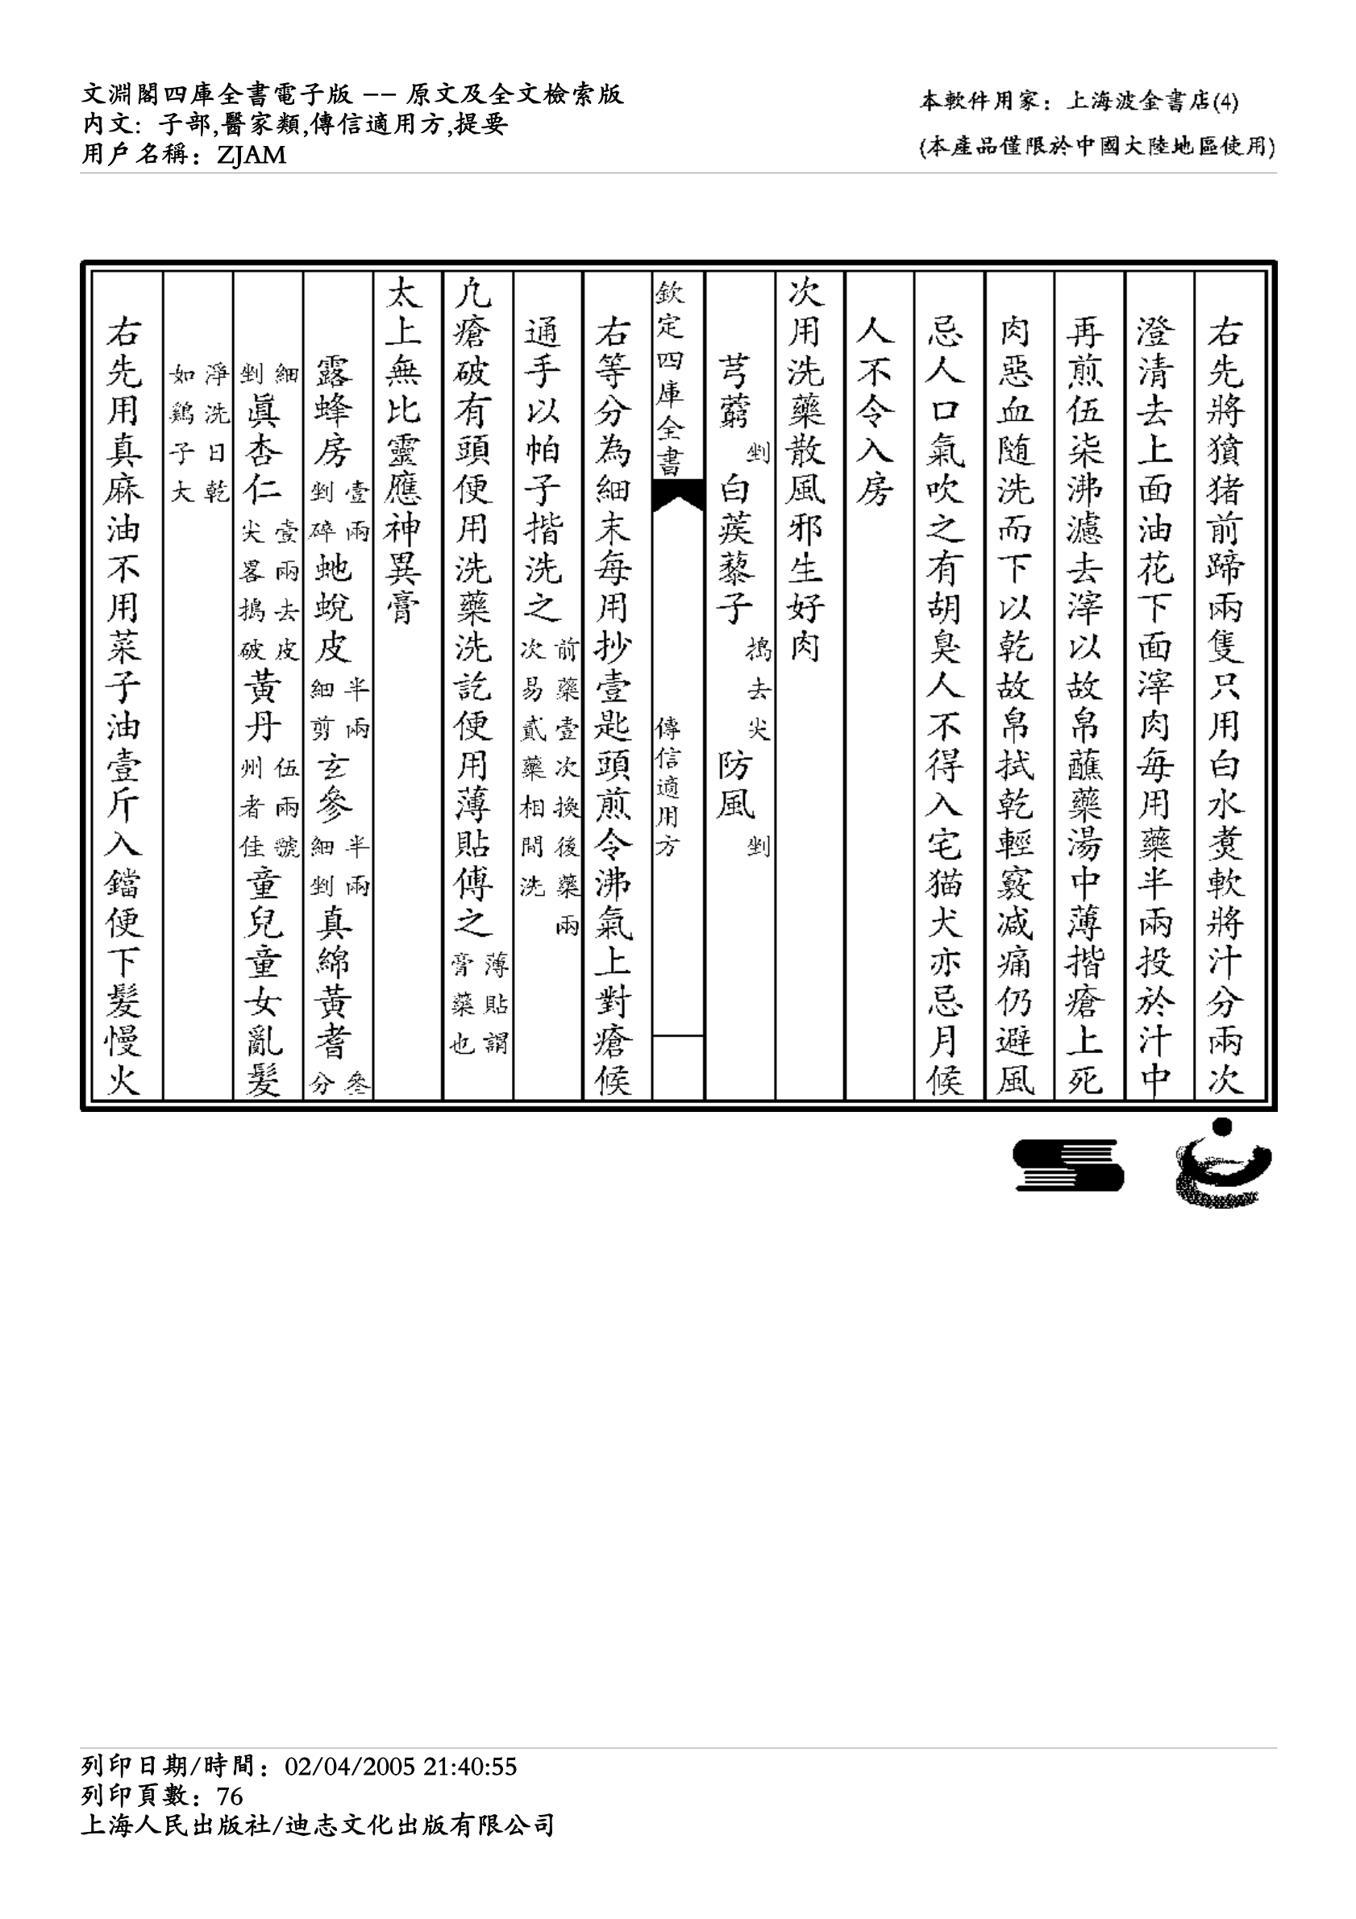 文淵閣四庫全書電子版 -- 原文及全文檢索版
内文: 子部,醫家類,傳信適用方,提要
用戶名稱: ZJAM
本軟件用家: 上海波金書店(4)
(本產品僅限於中國大陸地區使用)
右先將獖猪前蹄兩隻只用白水煑軟將汁分兩次
澄清去上面油花下面滓肉每用藥半兩投於汁中
再煎伍柒沸濾去滓以故帛蘸藥湯中薄揩瘡上死
肉惡血随洗而下以乾故帛拭乾輕竅减痛仍避風
忌人口氣吹之有胡臭人不得入宅猫犬亦忌月候
人不令入房
次用洗藥散風邪生好肉
芎藭剉白蒺藜子搗去尖防風剉
欽定四庫全書 傳信適用方
右等分為細末每用抄壹匙頭煎令沸氣上對瘡候
通手以帕子揩洗之前藥壹次換後藥兩次易貳藥相間洗
凡瘡破有頭便用洗藥洗訖便用薄貼傅之薄貼謂膏藥也
太上無比靈應神異膏
露蜂房壹兩剉碎虵蛻皮半兩細剪玄參半兩細剉真綿黃耆叁分
細剉眞杏仁壹兩去皮尖畧搗破黃丹伍兩號州者佳童兒童女亂髮
淨洗日乾如鷄子大
右先用真麻油不用菜子油壹斤入鐺便下髮慢火
列印日期/時間: 02/04/2005 21:40:55
列印頁數: 76
上海人民出版社/迪志文化出版有限公司